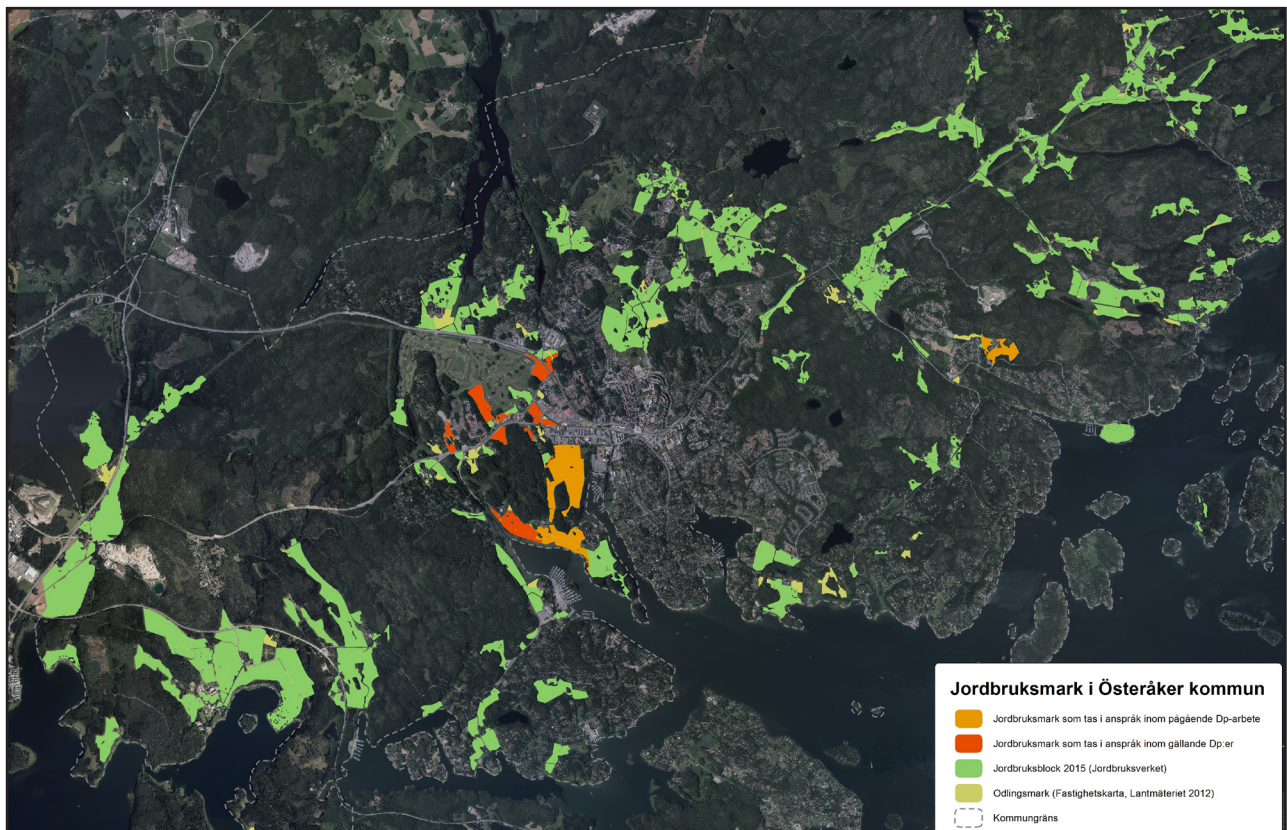 Jordbruksmark i Österåker kommun
Jordbruksmark som tas i anspråk inom pågående Dp-arbete
Jordbruksmark som tas i anspråk inom gällande Dp:er
Jordbruksblock 2015 (Jordbruksverket)
Odlingsmark (Fastighetskarta, Lantmäteriet 2012)
Kommungräns